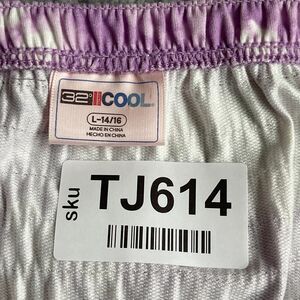 32° COOL
L-14/16
MADE IN CHINA
HECHO EN CHINA
sku
TJ614